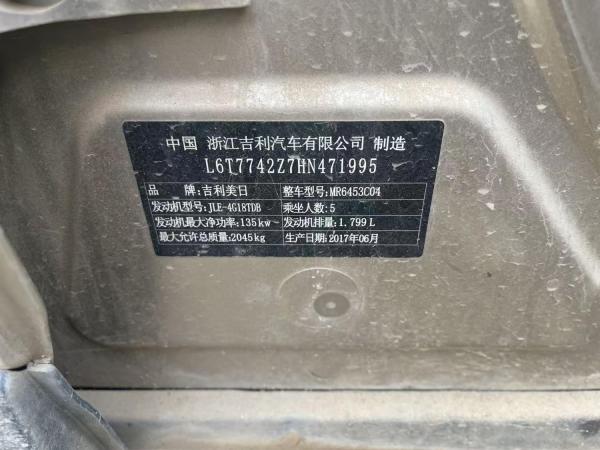 中国 浙江吉利汽车有限公司 制造
L6T7742Z7HN471995
品 牌:吉利美日 整车型号:MR6453C04
发动机型号:JLE-4G18TDB 乘坐人数:5
发动机最大净功率:135kw 发动机排量:1.799L
最大允许总质量:2045kg 生产日期:2017年06月